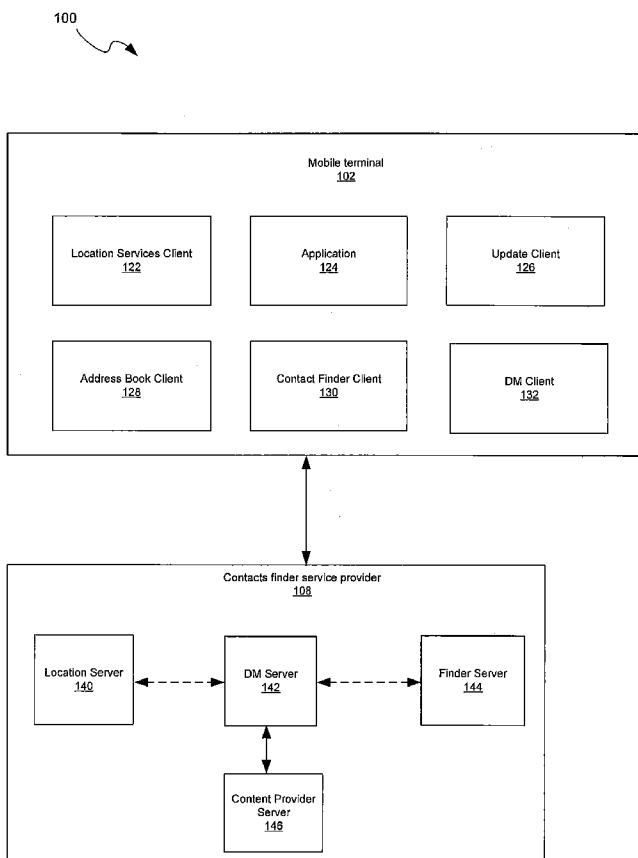 100
Mobile terminal
102
Location Services Client
122
Application
124
Update Client
126
Address Book Client
128
Contact Finder Client
130
DM Client
132
Contacts finder service provider
108
Location Server
140
DM Server
142
Finder Server
144
Content Provider
Server
146